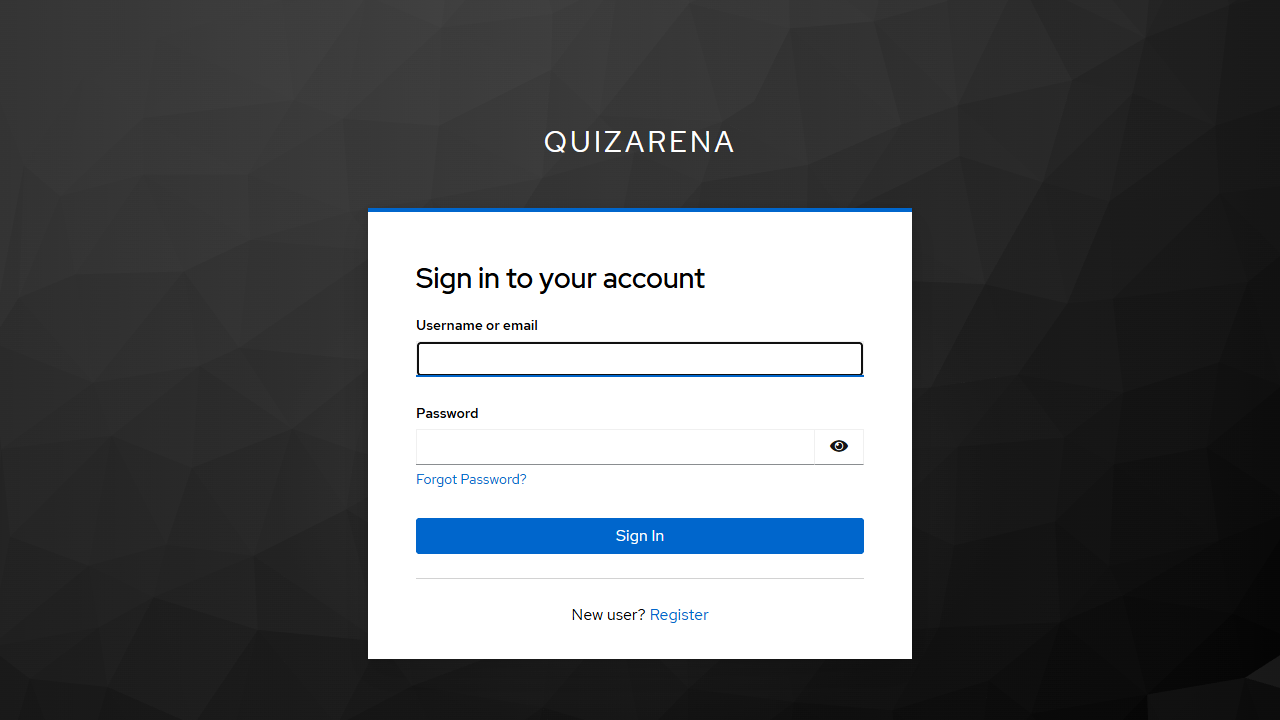 QUIZARENA
Sign in to your account
Username or email
Password
Forgot Password?
Sign In
New user? Register